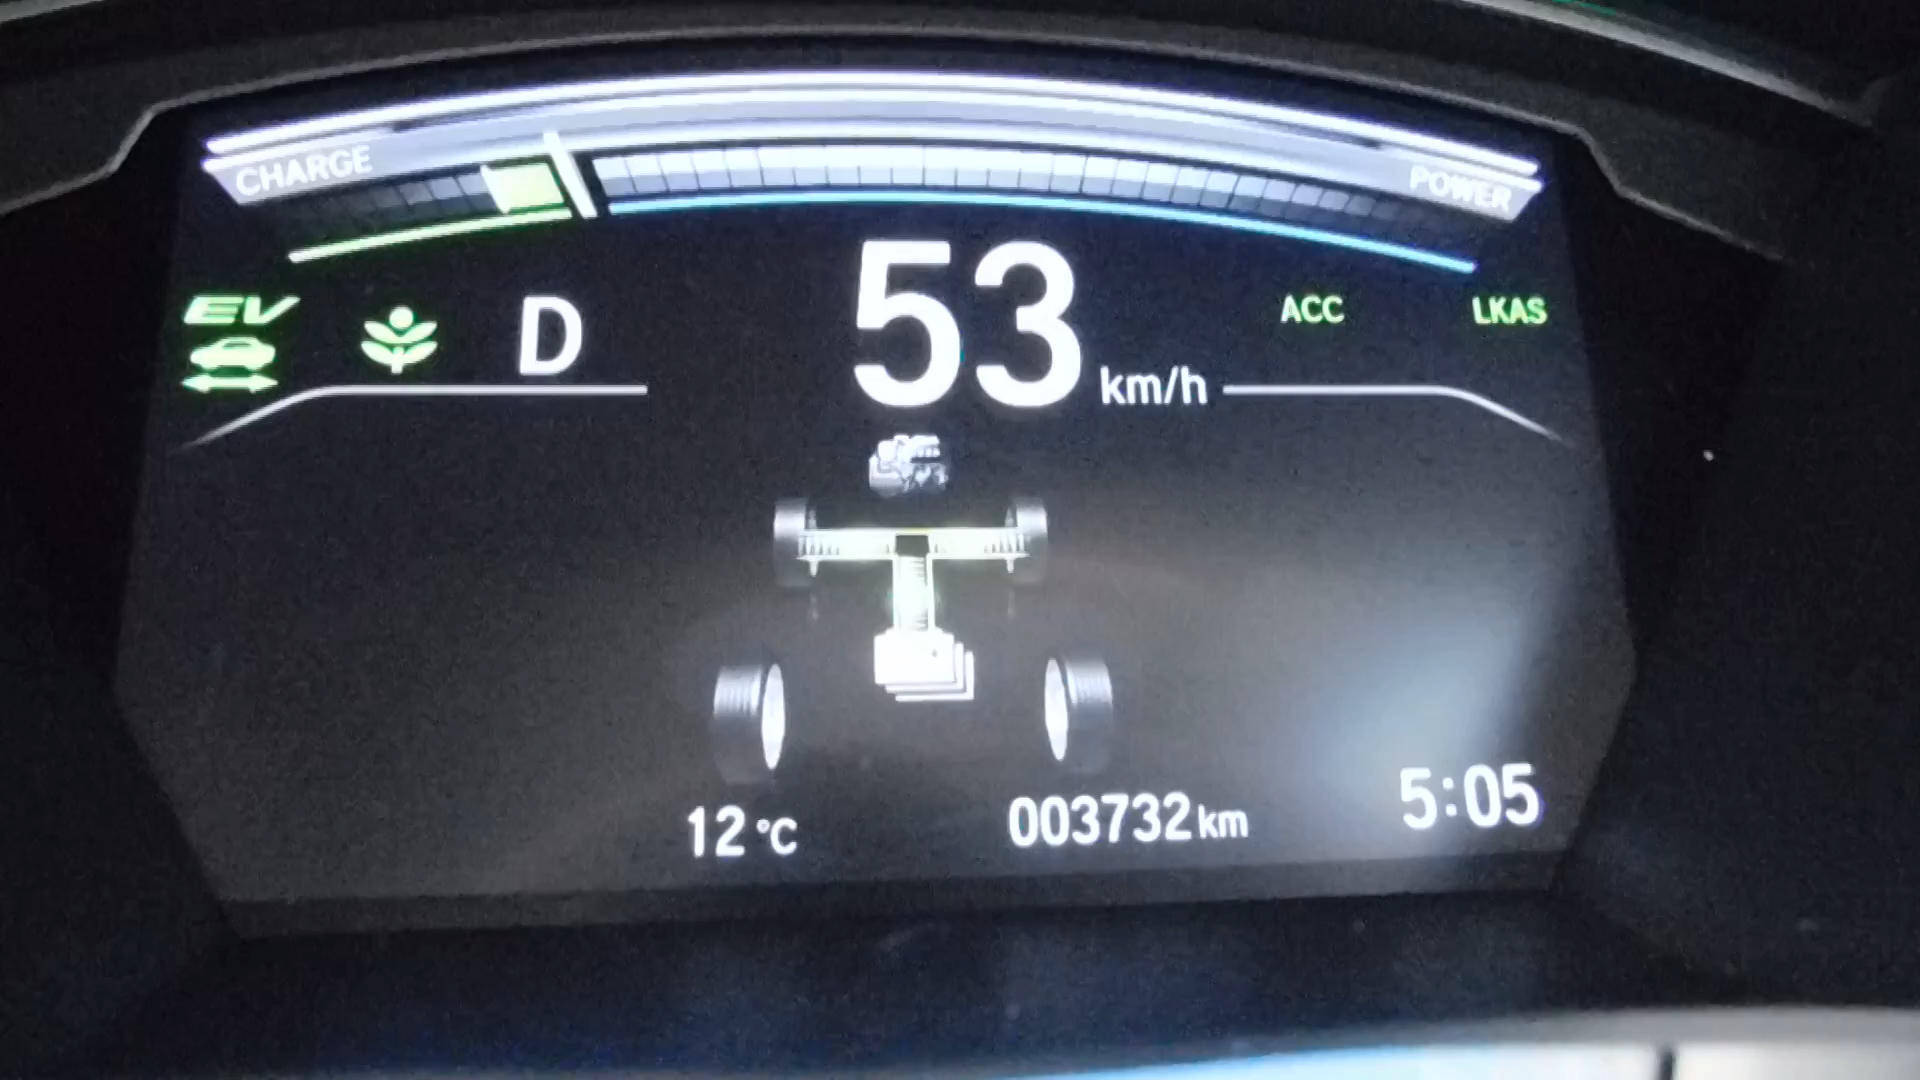 CHARGE
POWER
EV
D
53 km/h
ACC
LKAS
12 °C
003732 km
5:05